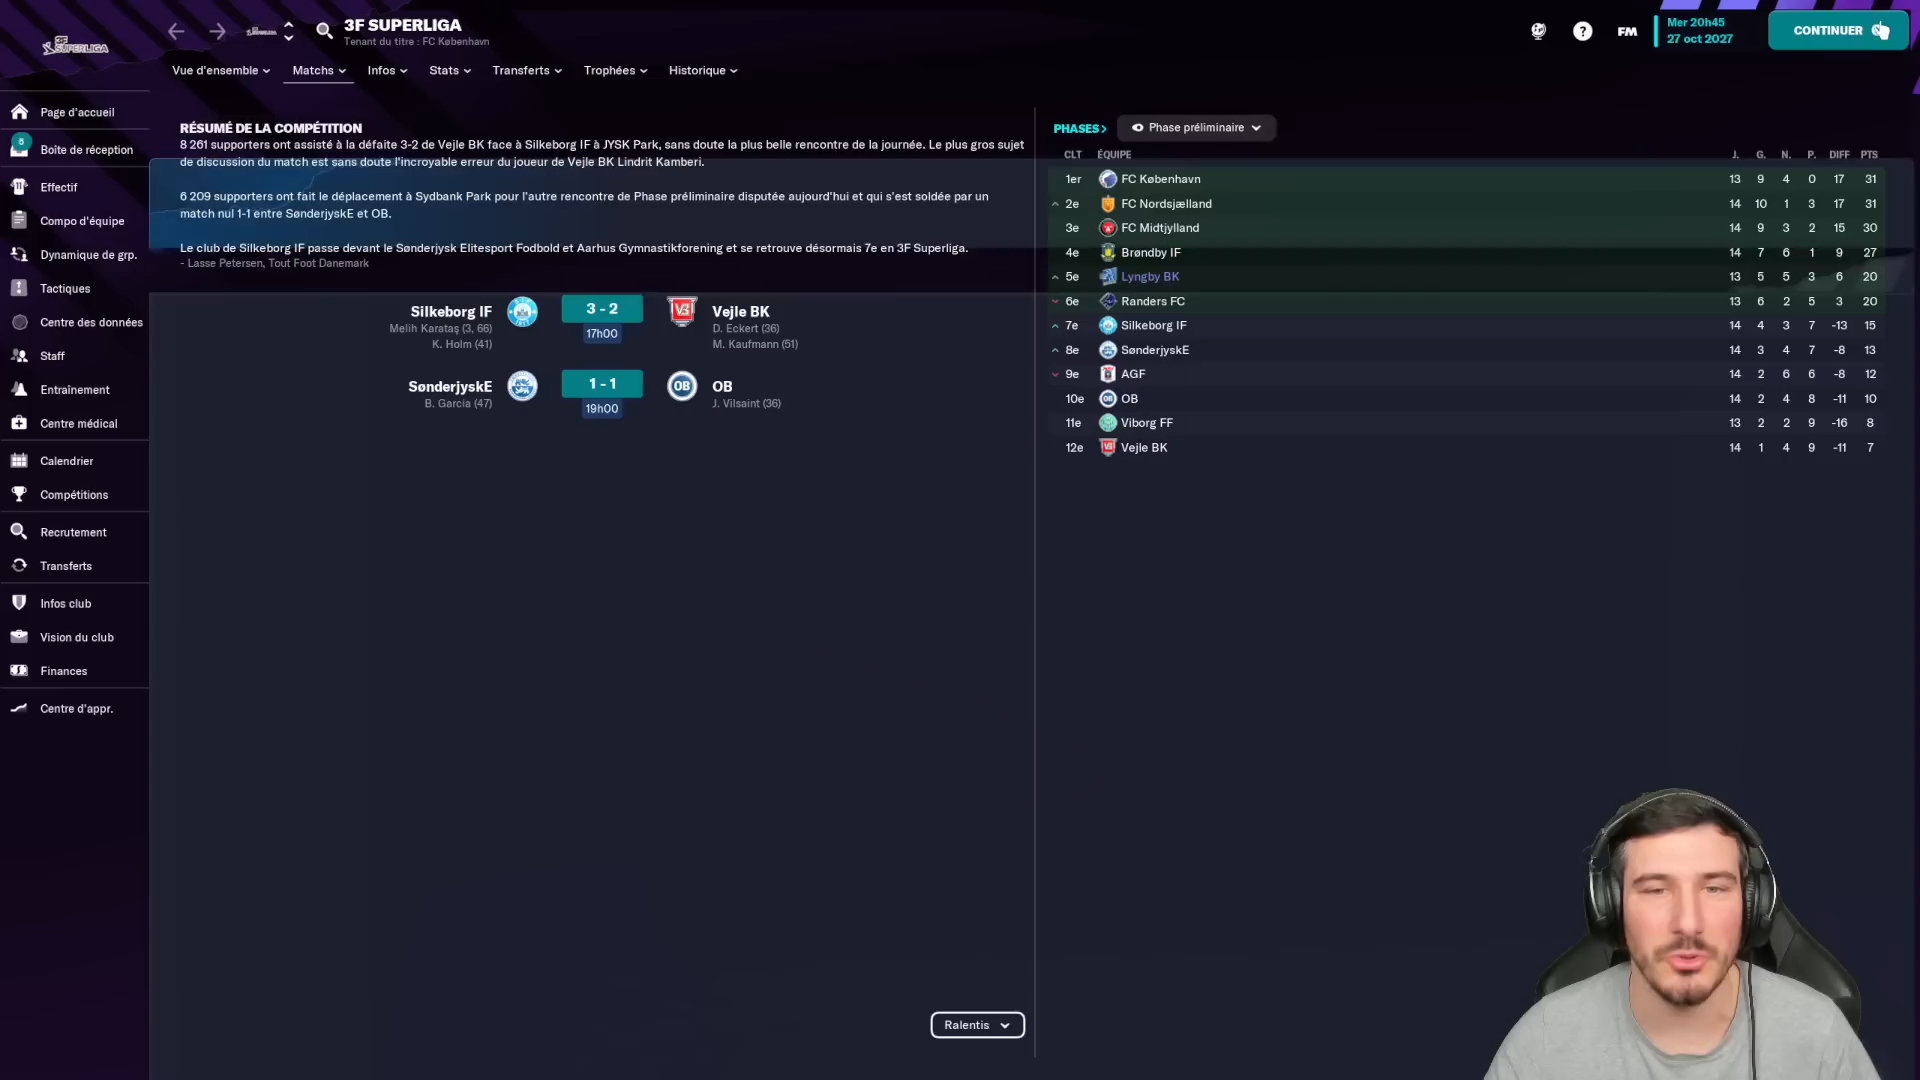 3F SUPERLIGA
Tenant du titre : FC København
FM
Mer 20h45
27 oct 2027
CONTINUER
3F SUPERLIGA
Vue d'ensemble
Matchs
Infos
Stats
Transferts
Trophées
Historique
Page d'accueil
5
Boîte de réception
Effectif
Compo d'équipe
Dynamique de grp.
Tactiques
Centre des données
Staff
Entraînement
Centre médical
Calendrier
Compétitions
Recrutement
Transferts
Infos club
Vision du club
Finances
Centre d'appr.
RÉSUMÉ DE LA COMPÉTITION
8 261 supporters ont assisté à la défaite 3-2 de Vejle BK face à Silkeborg IF à JYSK Park, sans doute la plus belle rencontre de la journée. Le plus gros sujet
de discussion du match est sans doute l'incroyable erreur du joueur de Vejle BK Lindrit Kamberi.
6 209 supporters ont fait le déplacement à Sydbank Park pour l'autre rencontre de Phase préliminaire disputée aujourd'hui et qui s'est soldée par un
match nul 1-1 entre SønderjyskE et OB.
Le club de Silkeborg IF passe devant le Sønderjysk Elitesport Fodbold et Aarhus Gymnastikforening et se retrouve désormais 7e en 3F Superliga.
- Lasse Petersen, Tout Foot Danemark
Silkeborg IF 3 - 2 Vejle BK
Melih Karataş (3, 66) 17h00 D. Eckert (36)
K. Holm (41) M. Kaufmann (51)
SønderjyskE 1 - 1 OB
B. García (47) 19h00 J. Vilsaint (36)
Ralentis
PHASES> Phase préliminaire
CLT ÉQUIPE J. G. N. P. DIFF PTS
1er FC København 13 9 4 0 17 31
2e FC Nordsjælland 14 10 1 3 17 31
3e FC Midtjylland 14 9 3 2 15 30
4e Brøndby IF 14 7 6 1 9 27
5e Lyngby BK 13 5 5 3 6 20
6e Randers FC 13 6 2 5 3 20
7e Silkeborg IF 14 4 3 7 -13 15
8e SønderjyskE 14 3 4 7 -8 13
9e AGF 14 2 6 6 -8 12
10e OB 14 2 4 8 -11 10
11e Viborg FF 13 2 2 9 -16 8
12e Vejle BK 14 1 4 9 -11 7